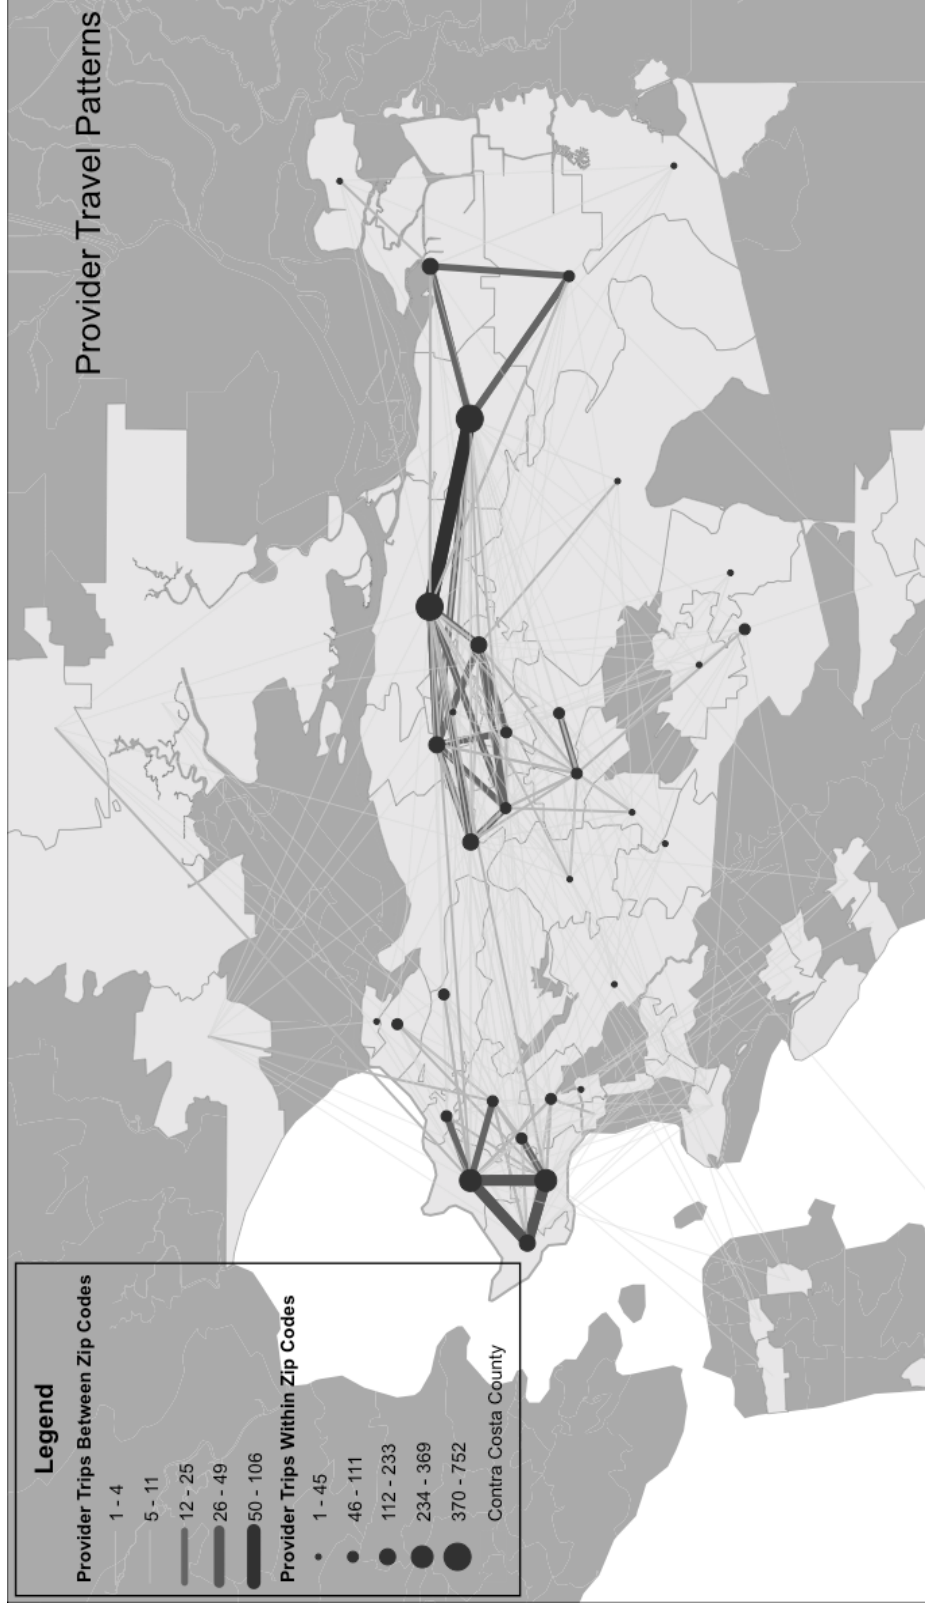 Provider Travel Patterns
Legend
Provider Trips Between Zip Codes
1 - 4
5 - 11
12 - 25
26 - 49
50 - 106
Provider Trips Within Zip Codes
1 - 45
46 - 111
112 - 233
234 - 369
370 - 752
Contra Costa County